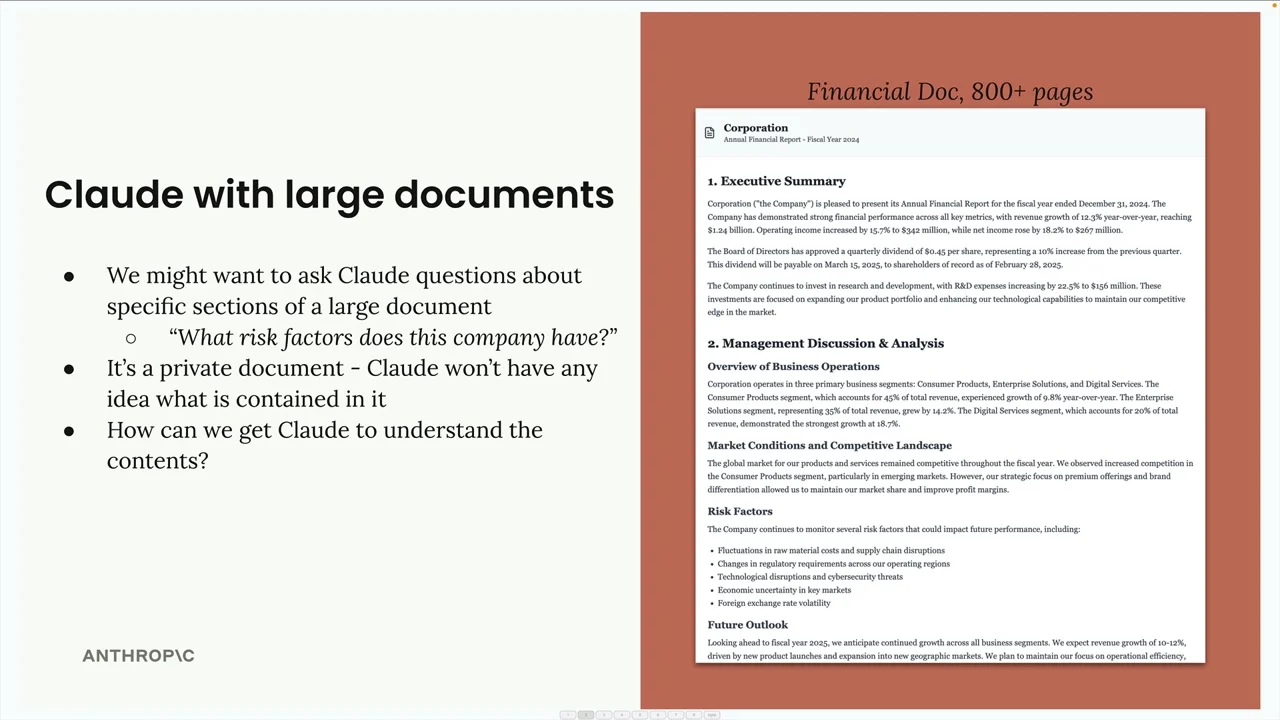 Claude with large documents
● We might want to ask Claude questions about
specific sections of a large document
○ “What risk factors does this company have?”
● It’s a private document - Claude won’t have any
idea what is contained in it
● How can we get Claude to understand the
contents?
ANTHROP\C
Financial Doc, 800+ pages
Corporation
Annual Financial Report - Fiscal Year 2024
1. Executive Summary
Corporation ("the Company") is pleased to present its Annual Financial Report for the fiscal year ended December 31, 2024. The
Company has demonstrated strong financial performance across all key metrics, with revenue growth of 12.3% year-over-year, reaching
$1.24 billion. Operating income increased by 15.7% to $342 million, while net income rose by 18.2% to $267 million.
The Board of Directors has approved a quarterly dividend of $0.45 per share, representing a 10% increase from the previous quarter.
This dividend will be payable on March 15, 2025, to shareholders of record as of February 28, 2025.
The Company continues to invest in research and development, with R&D expenses increasing by 22.5% to $156 million. These
investments are focused on expanding our product portfolio and enhancing our technological capabilities to maintain our competitive
edge in the market.
2. Management Discussion & Analysis
Overview of Business Operations
Corporation operates in three primary business segments: Consumer Products, Enterprise Solutions, and Digital Services. The
Consumer Products segment, which accounts for 45% of total revenue, experienced growth of 9.8% year-over-year. The Enterprise
Solutions segment, representing 35% of total revenue, grew by 14.2%. The Digital Services segment, which accounts for 20% of total
revenue, demonstrated the strongest growth at 18.7%.
Market Conditions and Competitive Landscape
The global market for our products and services remained competitive throughout the fiscal year. We observed increased competition in
the Consumer Products segment, particularly in emerging markets. However, our strategic focus on premium offerings and brand
differentiation allowed us to maintain our market share and improve profit margins.
Risk Factors
The Company continues to monitor several risk factors that could impact future performance, including:
• Fluctuations in raw material costs and supply chain disruptions
• Changes in regulatory requirements across our operating regions
• Technological disruptions and cybersecurity threats
• Economic uncertainty in key markets
• Foreign exchange rate volatility
Future Outlook
Looking ahead to fiscal year 2025, we anticipate continued growth across all business segments. We expect revenue growth of 10-12%,
driven by new product launches and expansion into new geographic markets. We plan to maintain our focus on operational efficiency,